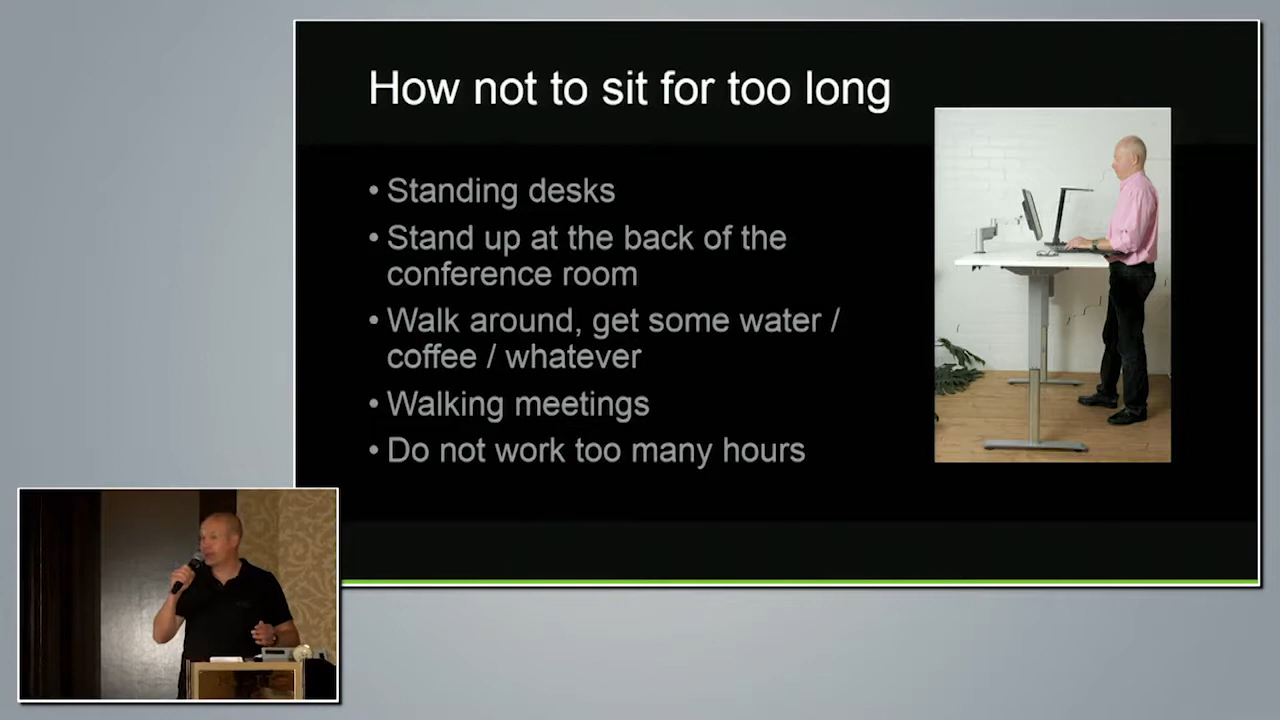 How not to sit for too long
• Standing desks
• Stand up at the back of the
conference room
• Walk around, get some water /
coffee / whatever
• Walking meetings
• Do not work too many hours